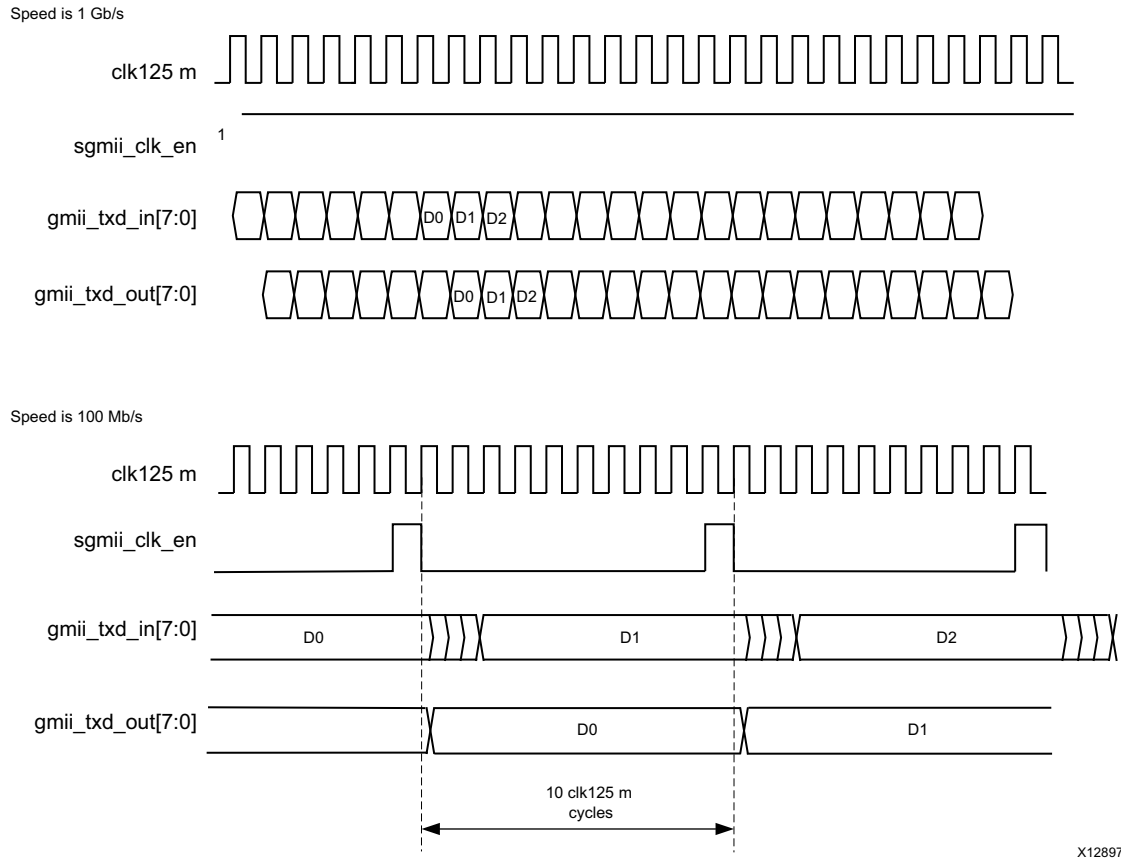 Speed is 1 Gb/s
clk125 m
1
sgmii_clk_en
gmii_txd_in[7:0]
D0 D1 D2
gmii_txd_out[7:0]
D0 D1 D2
Speed is 100 Mb/s
clk125 m
sgmii_clk_en
gmii_txd_in[7:0]
D0 D1 D2
gmii_txd_out[7:0]
D0 D1
10 clk125 m
cycles
X12897